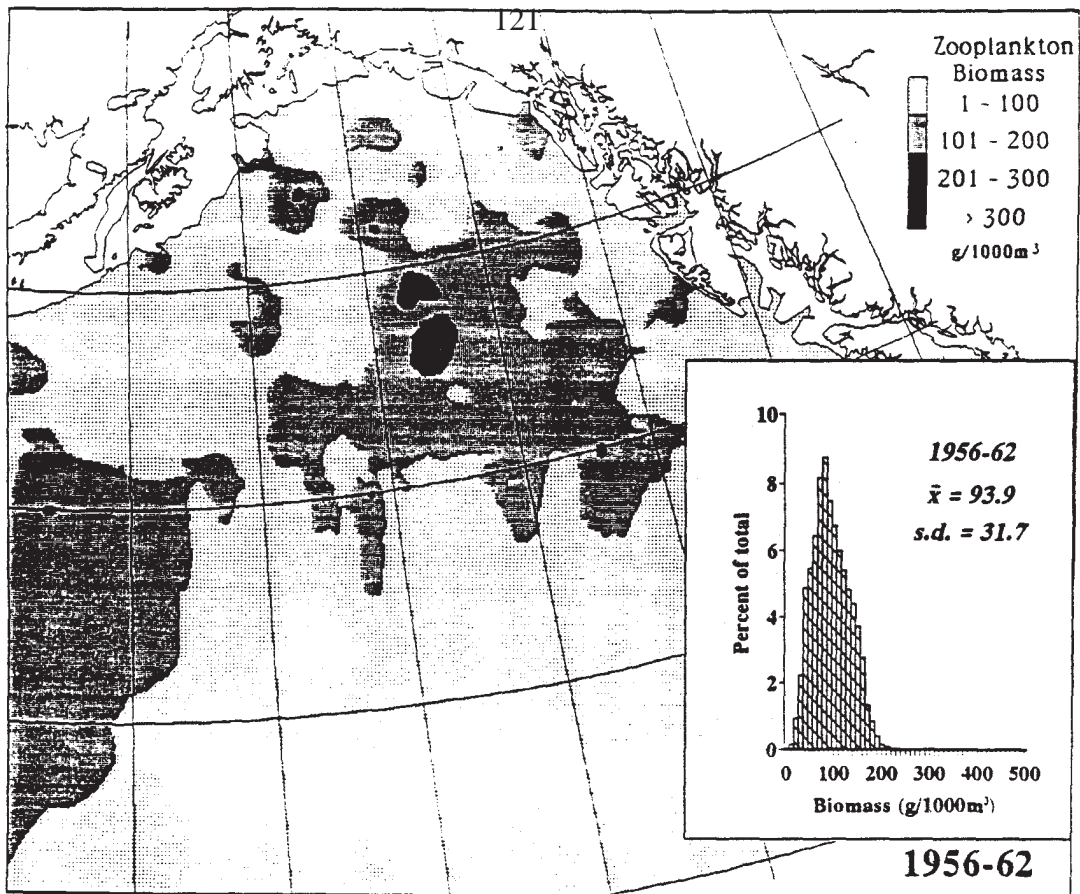 121
Zooplankton
Biomass
1 - 100
101 - 200
201 - 300
> 300
g/1000m³
10
8
6
4
2
0
Percent of total
1956-62
x̄ = 93.9
s.d. = 31.7
0 100 200 300 400 500
Biomass (g/1000m³)
1956-62